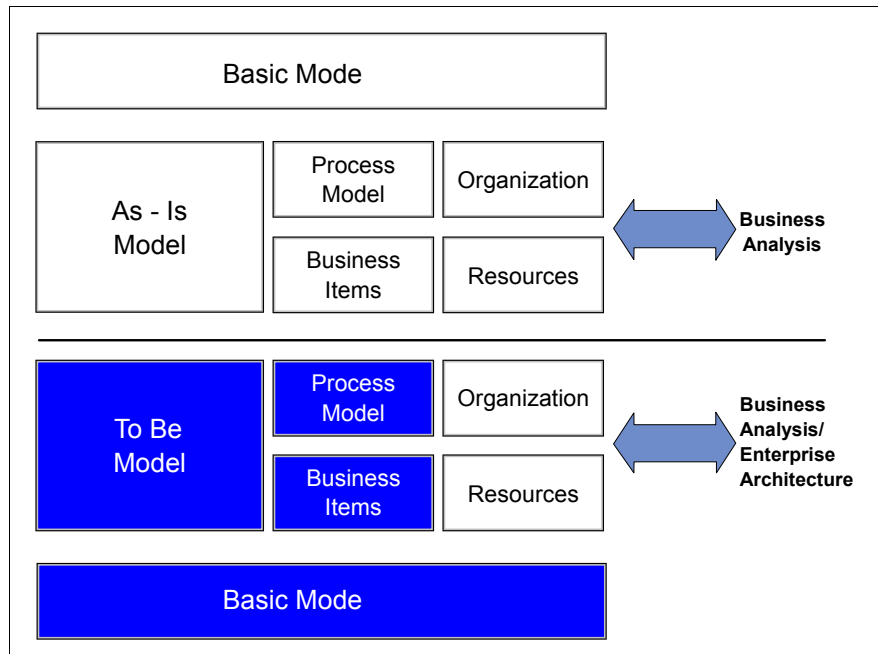 Basic Mode
As - Is
Model
Process
Model
Organization
Business
Items
Resources
Business
Analysis
To Be
Model
Process
Model
Organization
Business
Items
Resources
Business
Analysis/
Enterprise
Architecture
Basic Mode